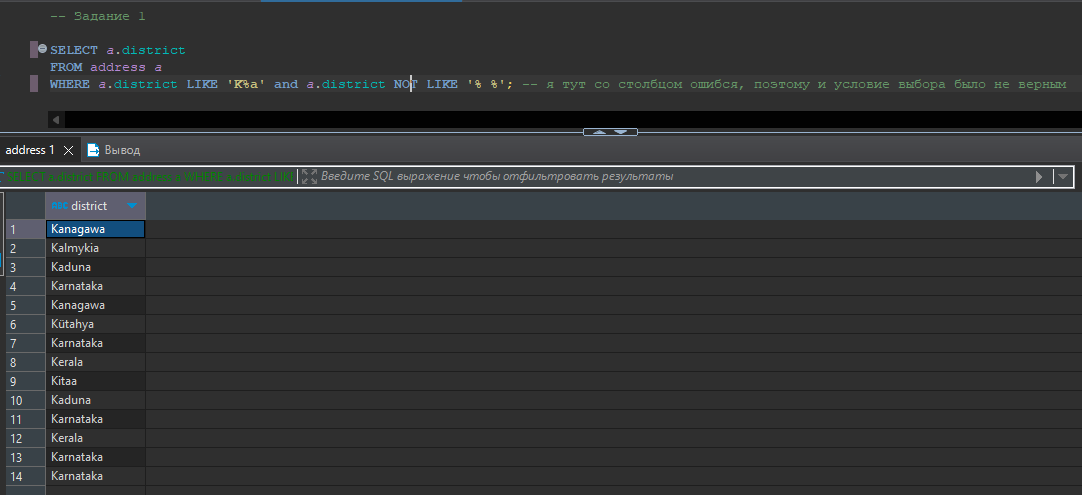 -- Задание 1
SELECT a.district
FROM address a
WHERE a.district LIKE 'K%a' and a.district NOT LIKE '% %'; -- я тут со столбцом ошибся, поэтому и условие выбора было не верным
address 1
Вывод
SELECT a.district FROM address a WHERE a.district LIKE
Введите SQL выражение чтобы отфильтровать результаты
ABC district
1 Kanagawa
2 Kalmykia
3 Kaduna
4 Karnataka
5 Kanagawa
6 Kütahya
7 Karnataka
8 Kerala
9 Kitaa
10 Kaduna
11 Karnataka
12 Kerala
13 Karnataka
14 Karnataka